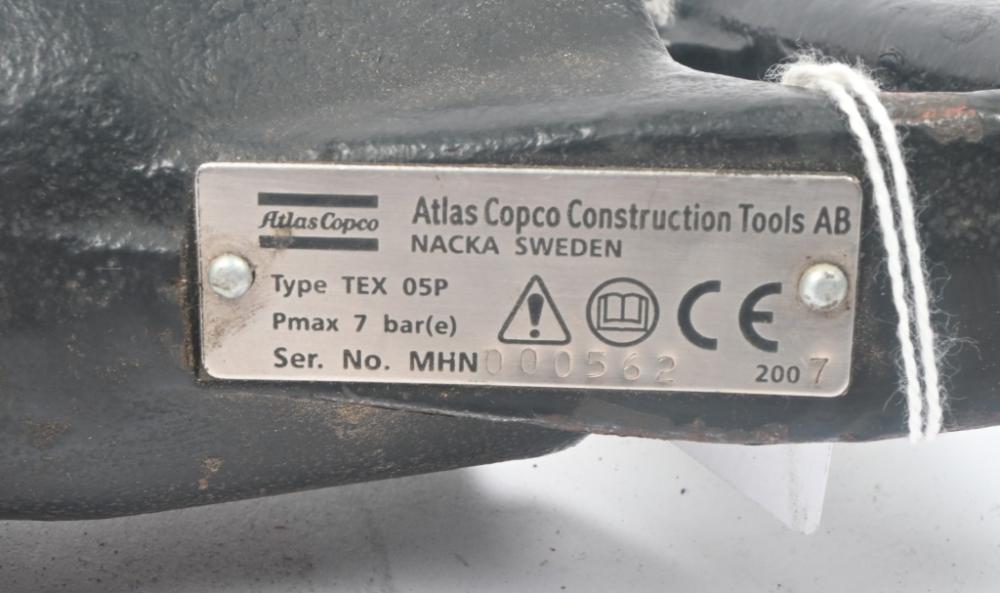 Atlas Copco
Atlas Copco Construction Tools AB
NACKA SWEDEN
Type TEX 05P
Pmax 7 bar(e)
CE
Ser. No. MHN000562
2007